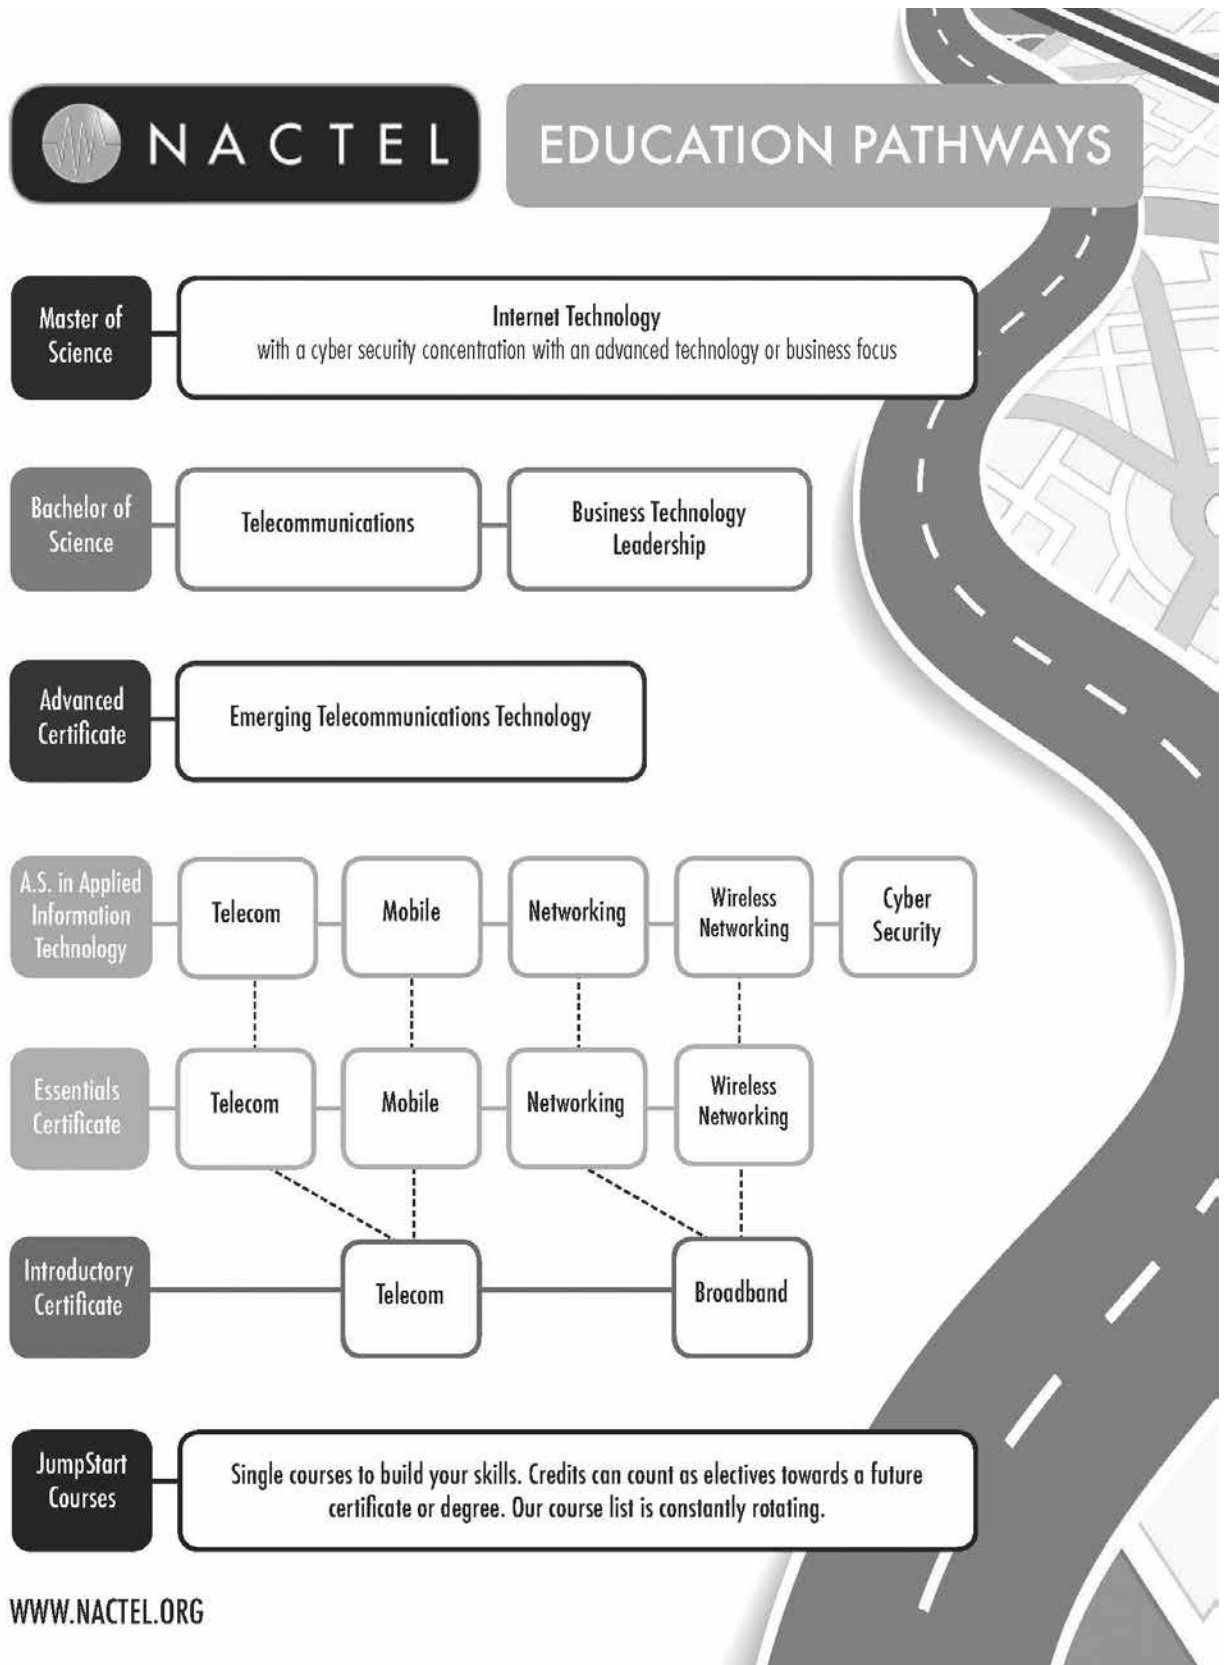 NACTEL
EDUCATION PATHWAYS
Master of
Science
Internet Technology
with a cyber security concentration with an advanced technology or business focus
Bachelor of
Science
Telecommunications
Business Technology
Leadership
Advanced
Certificate
Emerging Telecommunications Technology
A.S. in Applied
Information
Technology
Telecom
Mobile
Networking
Wireless
Networking
Cyber
Security
Essentials
Certificate
Telecom
Mobile
Networking
Wireless
Networking
Introductory
Certificate
Telecom
Broadband
JumpStart
Courses
Single courses to build your skills. Credits can count as electives towards a future
certificate or degree. Our course list is constantly rotating.
WWW.NACTEL.ORG